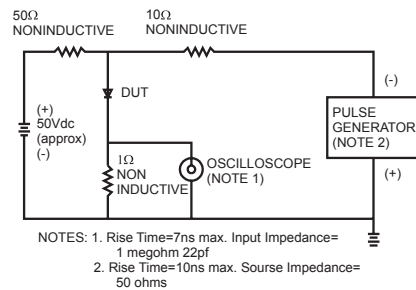 50Ω
NONINDUCTIVE
10Ω
NONINDUCTIVE
DUT
(+)
50Vdc
(approx)
(-)
1Ω
NON
INDUCTIVE
OSCILLOSCOPE
(NOTE 1)
(-)
PULSE
GENERATOR
(NOTE 2)
(+)
NOTES: 1. Rise Time=7ns max. Input Impedance=
1 megohm 22pf
2. Rise Time=10ns max. Sourse Impedance=
50 ohms